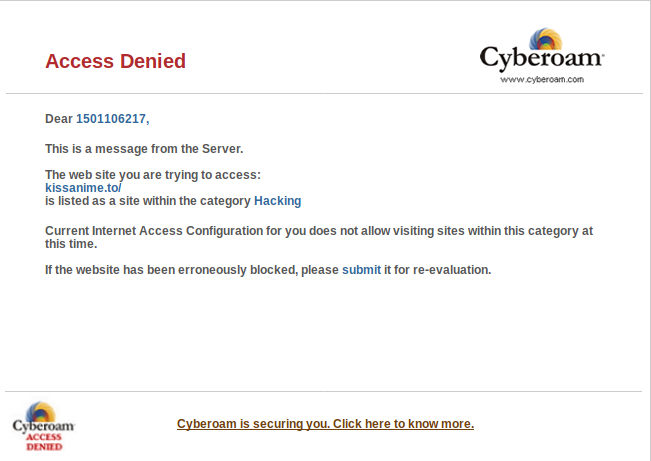 Access Denied
Cyberoam
www.cyberoam.com
Dear 1501106217,
This is a message from the Server.
The web site you are trying to access:
kissanime.to/
is listed as a site within the category Hacking
Current Internet Access Configuration for you does not allow visiting sites within this category at
this time.
If the website has been erroneously blocked, please submit it for re-evaluation.
Cyberoam
ACCESS
DENIED
Cyberoam is securing you. Click here to know more.